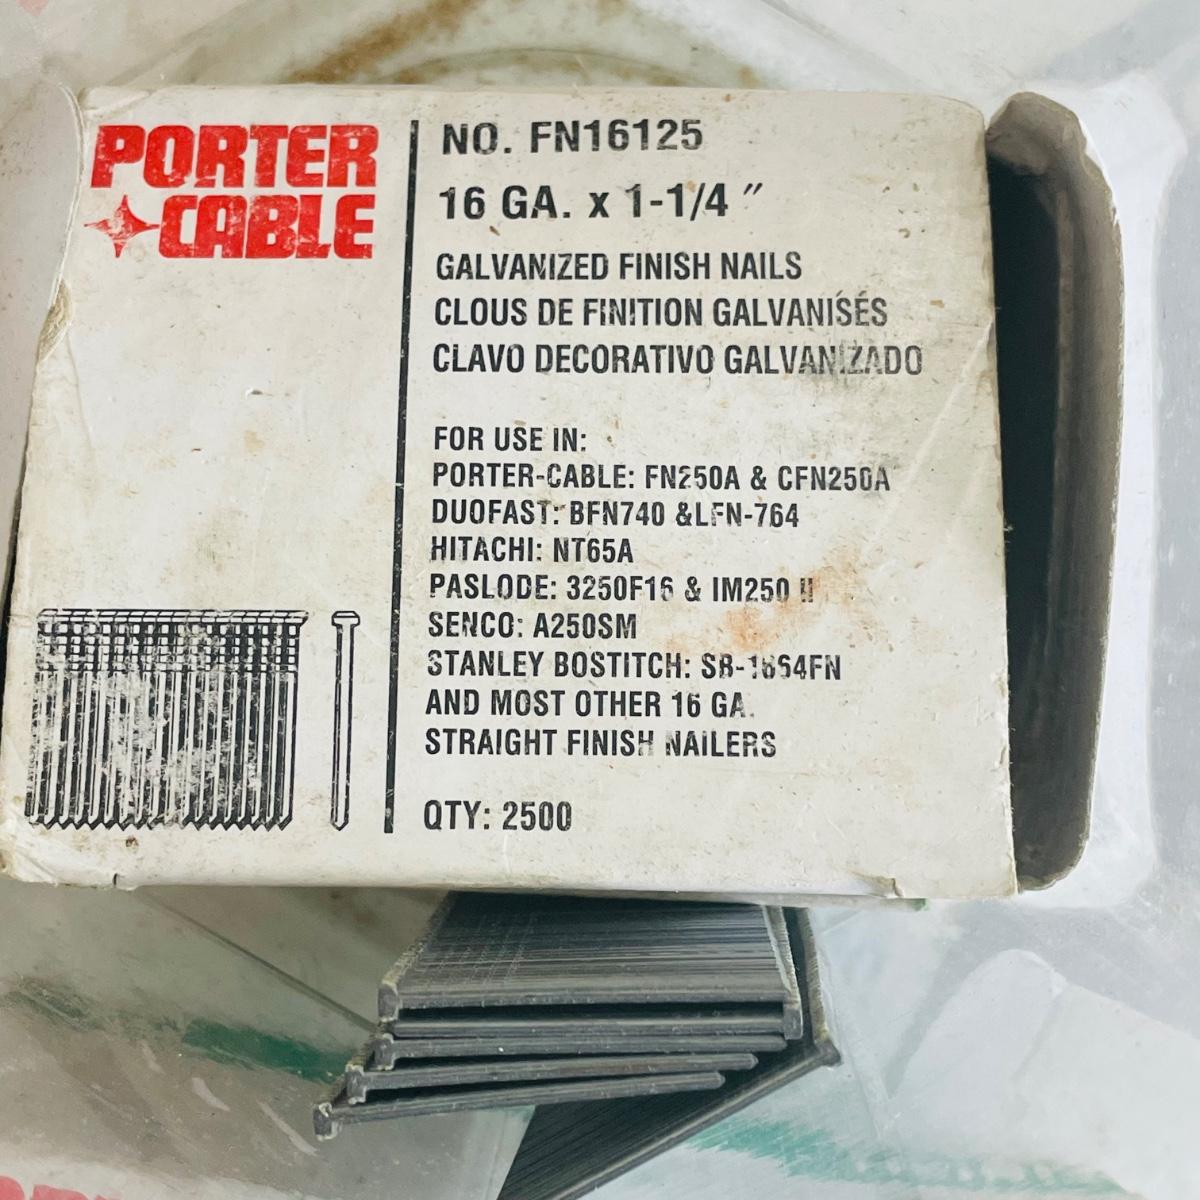 PORTER
CABLE
NO. FN16125
16 GA. x 1-1/4 "
GALVANIZED FINISH NAILS
CLOUS DE FINITION GALVANÍSÉS
CLAVO DECORATIVO GALVANIZADO
FOR USE IN:
PORTER-CABLE: FN250A & CFN250A
DUOFAST: BFN740 &LFN-764
HITACHI: NT65A
PASLODE: 3250F16 & IM250 II
SENCO: A250SM
STANLEY BOSTITCH: SB-1664FN
AND MOST OTHER 16 GA.
STRAIGHT FINISH NAILERS
QTY: 2500